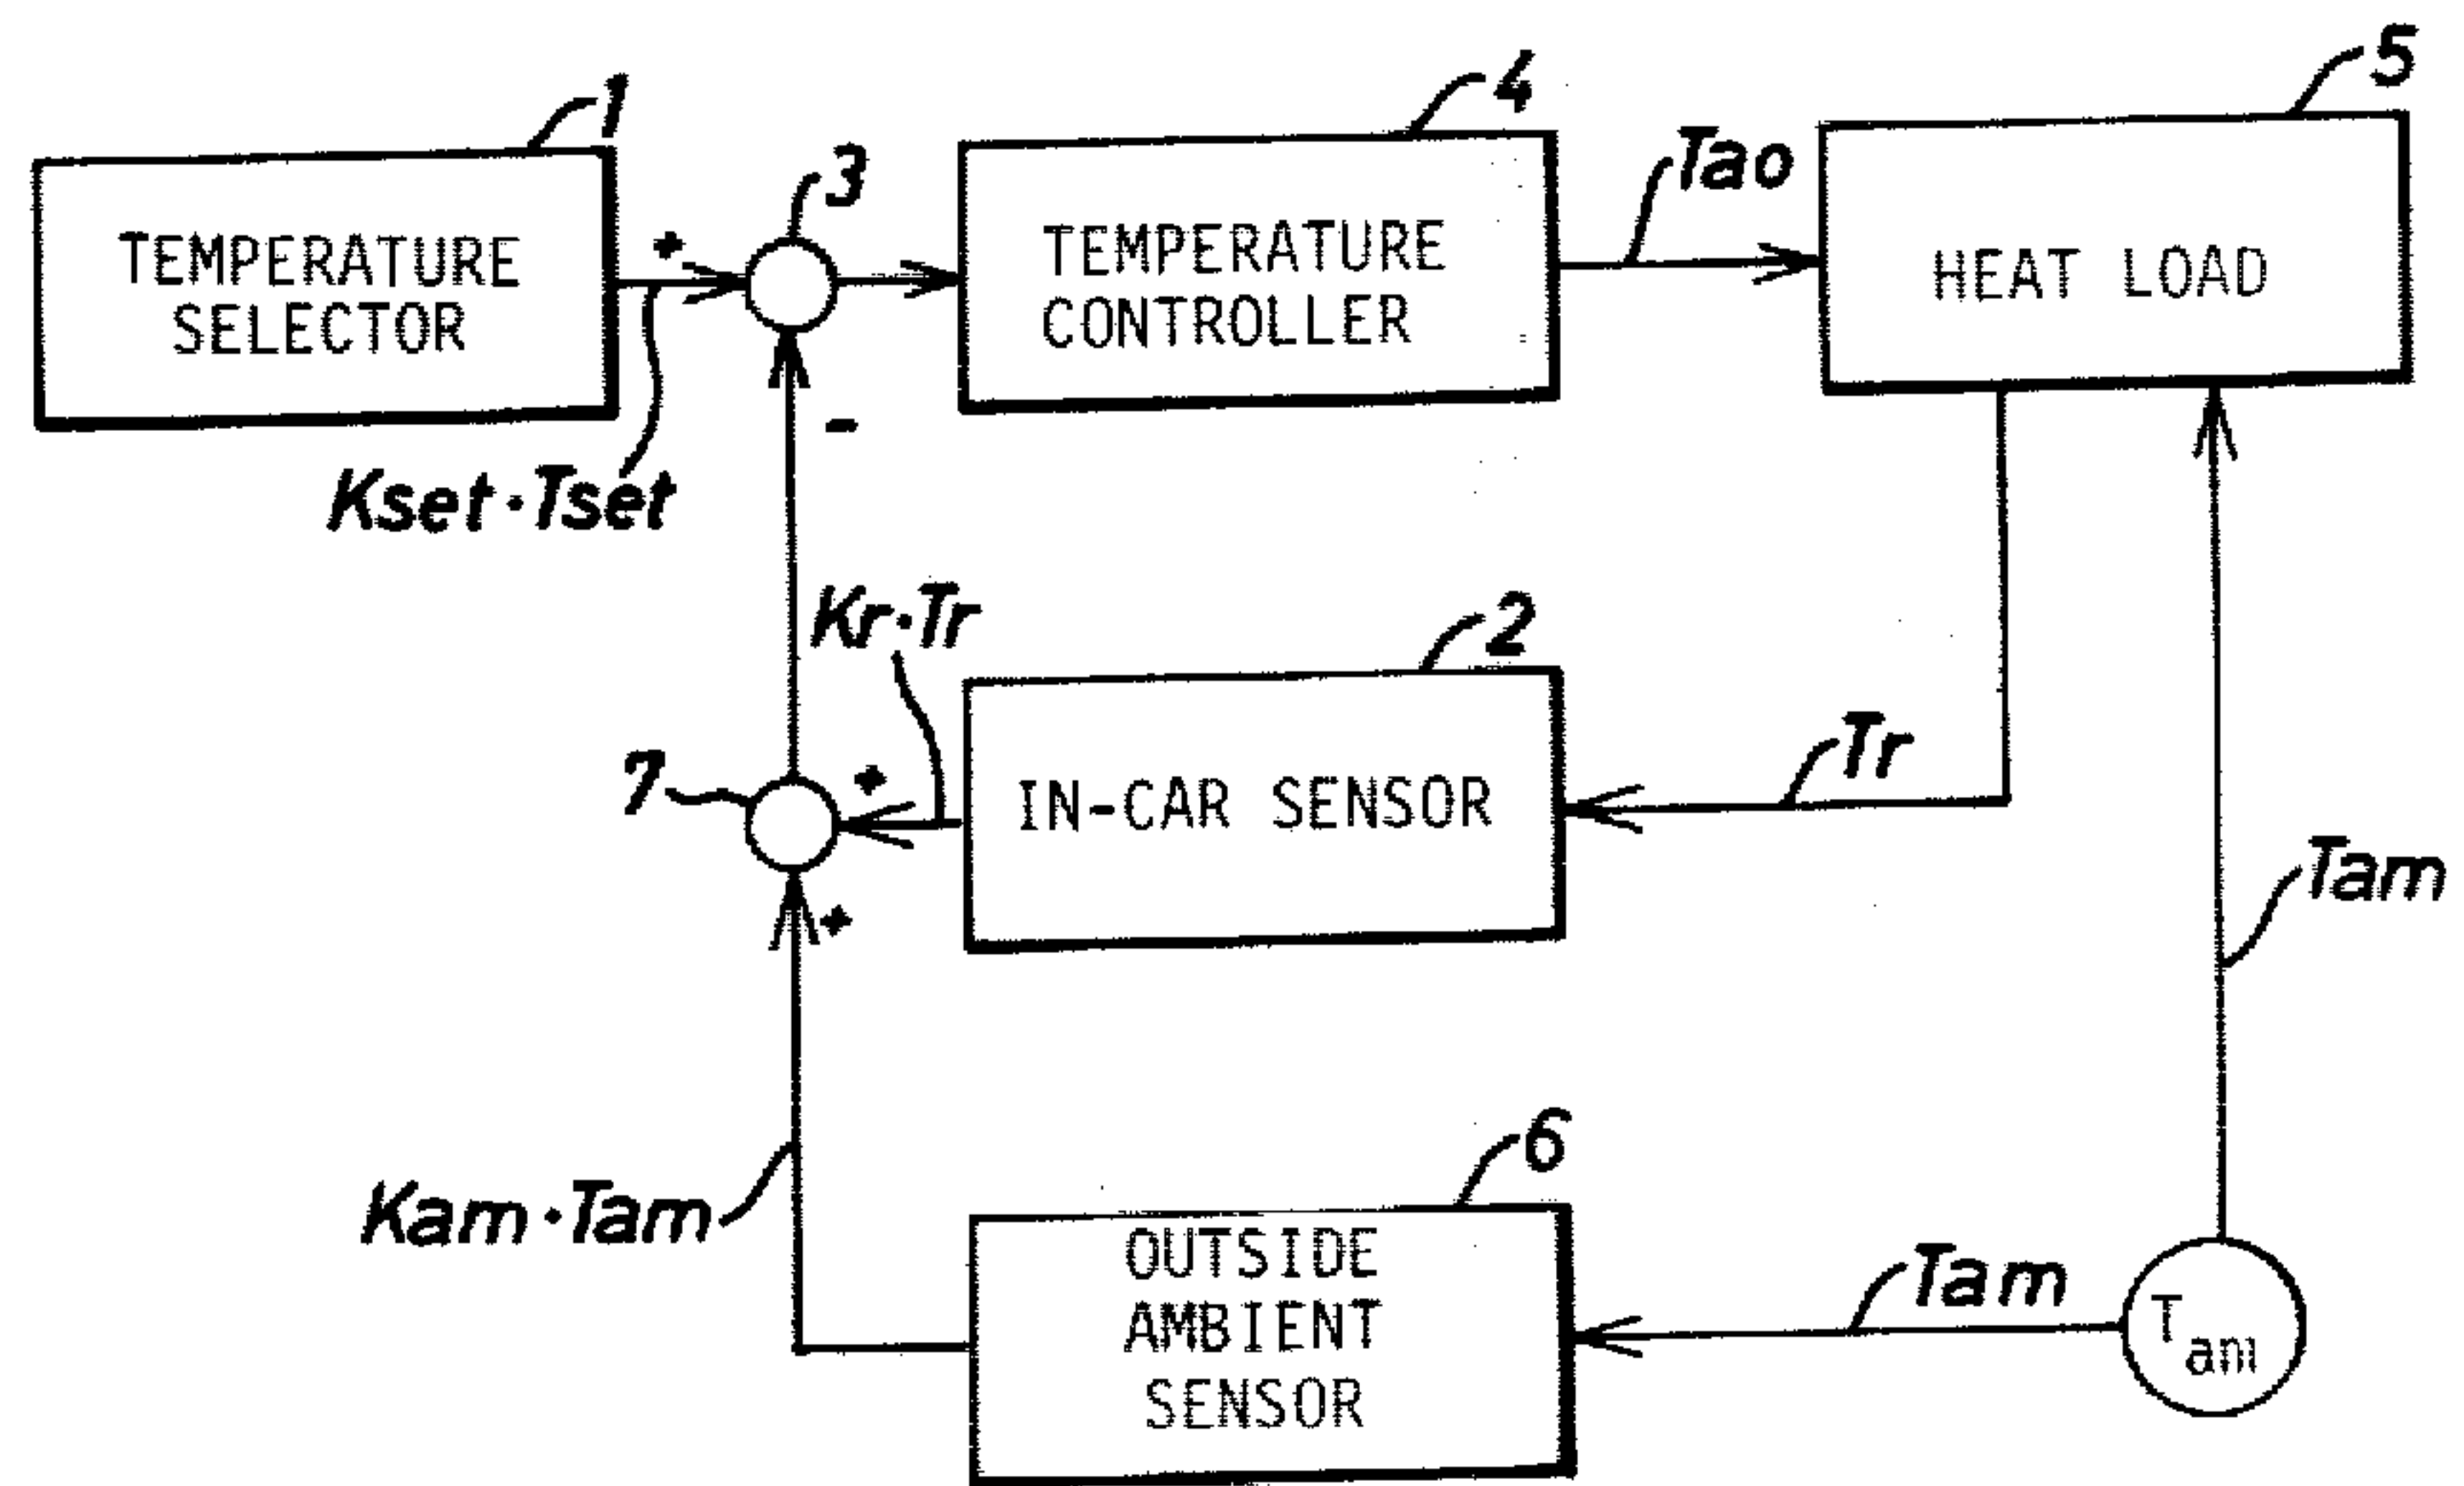 1
TEMPERATURE
SELECTOR
+
Kset·Tset
3
-
4
TEMPERATURE
CONTROLLER
Tao
5
HEAT LOAD
Kr·Tr
2
IN-CAR SENSOR
Tr
7
+
+
Tam
Kam·Tam
6
OUTSIDE
AMBIENT
SENSOR
Tam
Tam